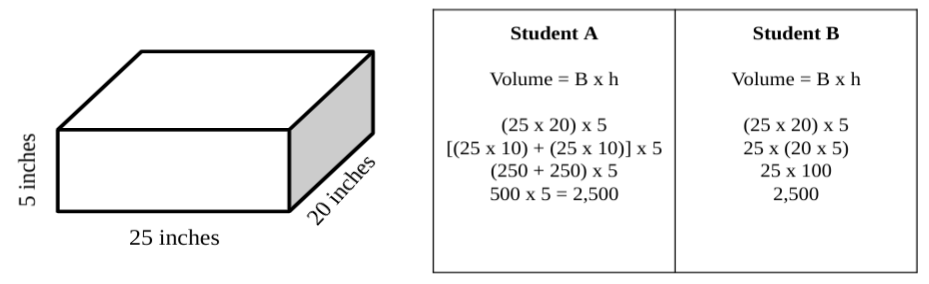 5 inches
20 inches
25 inches
Student A
Volume = B x h
(25 x 20) x 5
[(25 x 10) + (25 x 10)] x 5
(250 + 250) x 5
500 x 5 = 2,500
Student B
Volume = B x h
(25 x 20) x 5
25 x (20 x 5)
25 x 100
2,500